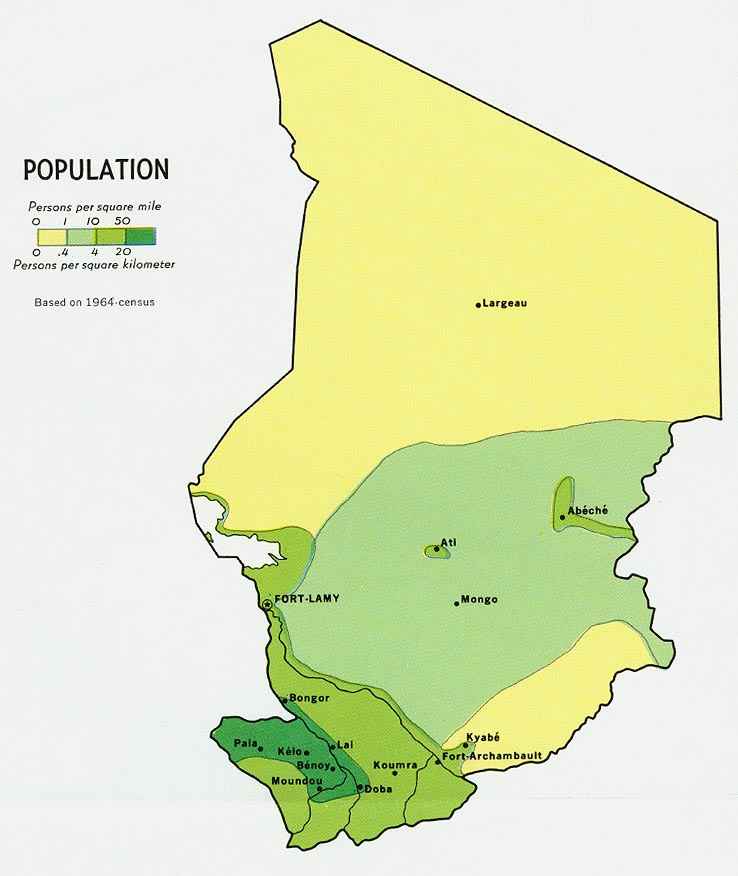 POPULATION
Persons per square mile
0 1 10 50
0 .4 4 20
Persons per square kilometer
Based on 1964 census
Largeau
Abéché
Ati
FORT-LAMY
Mongo
Bongor
Kyabé
Pala
Kélo
Lai
Fort-Archambault
Bénoy
Koumra
Moundou
Doba